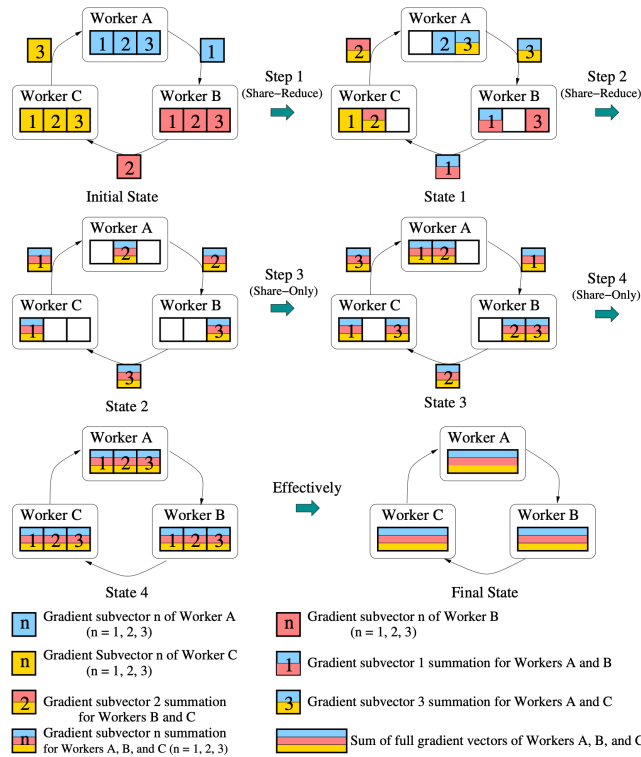 Worker A
1 2 3
3
1
Worker C
1 2 3
Worker B
1 2 3
2
Initial State
Step 1
(Share−Reduce)
Worker A
2 3
2
3
Worker C
1 2
Worker B
1 3
1
State 1
Step 2
(Share−Reduce)
Worker A
2
1
2
Worker C
1
Worker B
3
3
State 2
Step 3
(Share−Only)
Worker A
1 2
3
1
Worker C
1 3
Worker B
2 3
2
State 3
Step 4
(Share−Only)
Worker A
1 2 3
Worker C
1 2 3
Worker B
1 2 3
State 4
Effectively
Worker A
Worker C
Worker B
Final State
n Gradient subvector n of Worker A
(n = 1, 2, 3)
n Gradient subvector n of Worker B
(n = 1, 2, 3)
n Gradient Subvector n of Worker C
(n = 1, 2, 3)
1 Gradient subvector 1 summation for Workers A and B
2 Gradient subvector 2 summation
for Workers B and C
3 Gradient subvector 3 summation for Workers A and C
n Gradient subvector n summation
for Workers A, B, and C (n = 1, 2, 3)
Sum of full gradient vectors of Workers A, B, and C